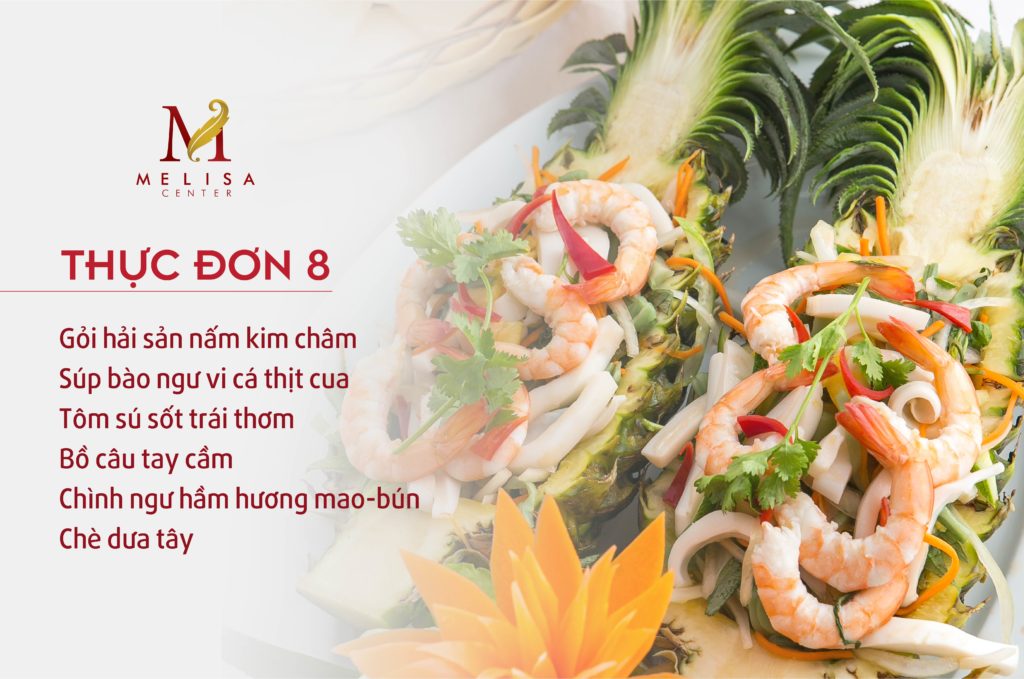 M
MELISA
CENTER
THỰC ĐƠN 8
Gỏi hải sản nấm kim châm
Súp bào ngư vi cá thịt cua
Tôm sú sốt trái thơm
Bồ câu tay cầm
Chình ngư hầm hương mao-bún
Chè dưa tây